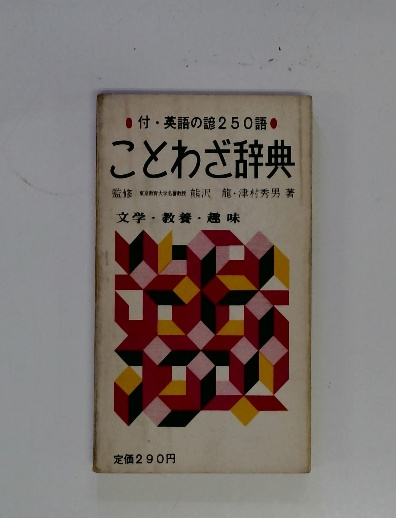 ●付・英語の諺250語●
ことわざ辞典
監修 東京教育大学名誉教授 熊沢 龍・津村秀男 著
文学・教養・趣味
定価290円